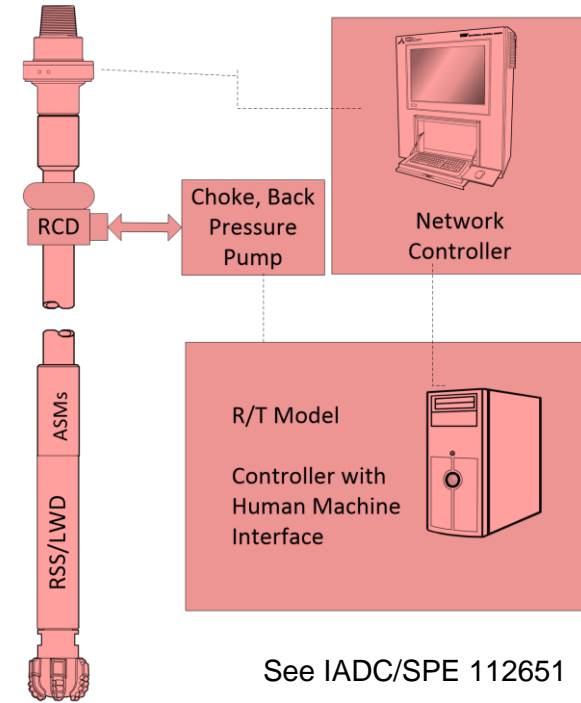 RCD
Choke, Back
Pressure
Pump
Network
Controller
ASMs
RSS/LWD
R/T Model
Controller with
Human Machine
Interface
See IADC/SPE 112651